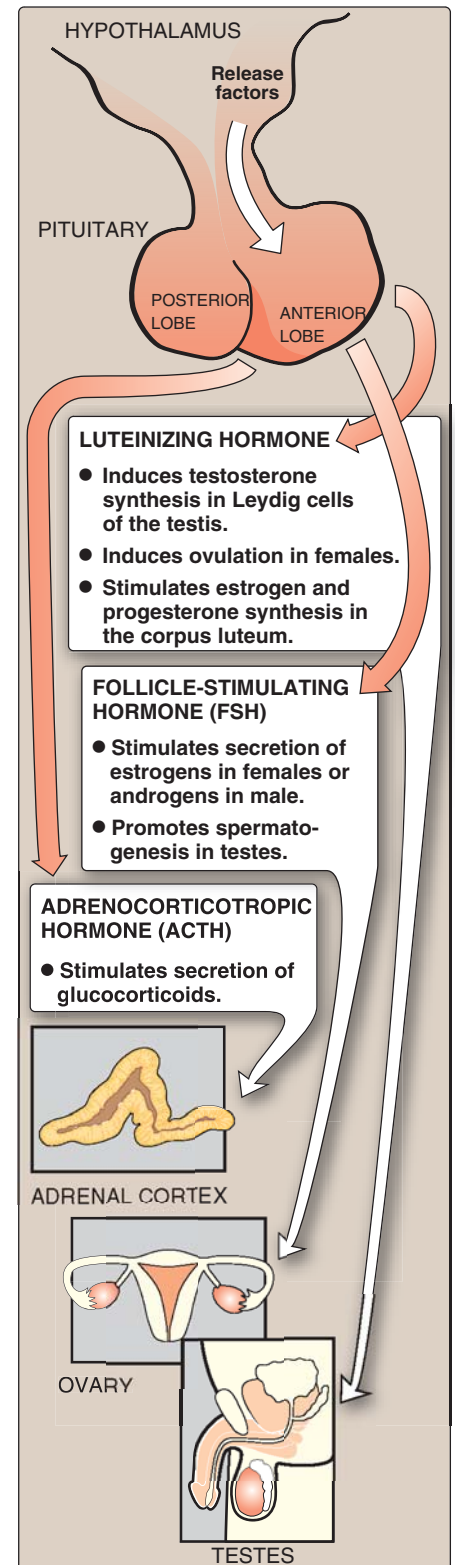 HYPOTHALAMUS
Release
factors
PITUITARY
POSTERIOR
LOBE
ANTERIOR
LOBE
LUTEINIZING HORMONE
● Induces testosterone
synthesis in Leydig cells
of the testis.
● Induces ovulation in females.
● Stimulates estrogen and
progesterone synthesis in
the corpus luteum.
FOLLICLE-STIMULATING
HORMONE (FSH)
● Stimulates secretion of
estrogens in females or
androgens in male.
● Promotes spermato-
genesis in testes.
ADRENOCORTICOTROPIC
HORMONE (ACTH)
● Stimulates secretion of
glucocorticoids.
ADRENAL CORTEX
OVARY
TESTES